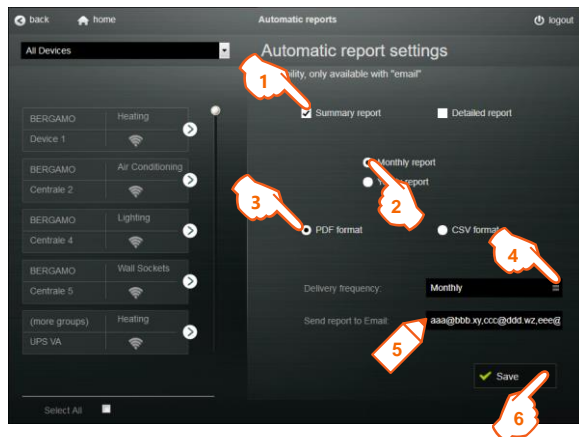 back home Automatic reports logout
All Devices
Automatic report settings
only available with "email"
1
Summary report Detailed report
BERGAMO Heating
Device 1
Monthly report
BERGAMO Air Conditioning
Centrale 2
report
2
3
BERGAMO Lighting
Centrale 4
PDF format CSV format
4
BERGAMO Wall Sockets
Centrale 5
Delivery frequency: Monthly
(more groups) Heating
UPS VA
Send report to Email: aaa@bbb.xy,ccc@ddd.wz,eee@
5
Save
Select All
6